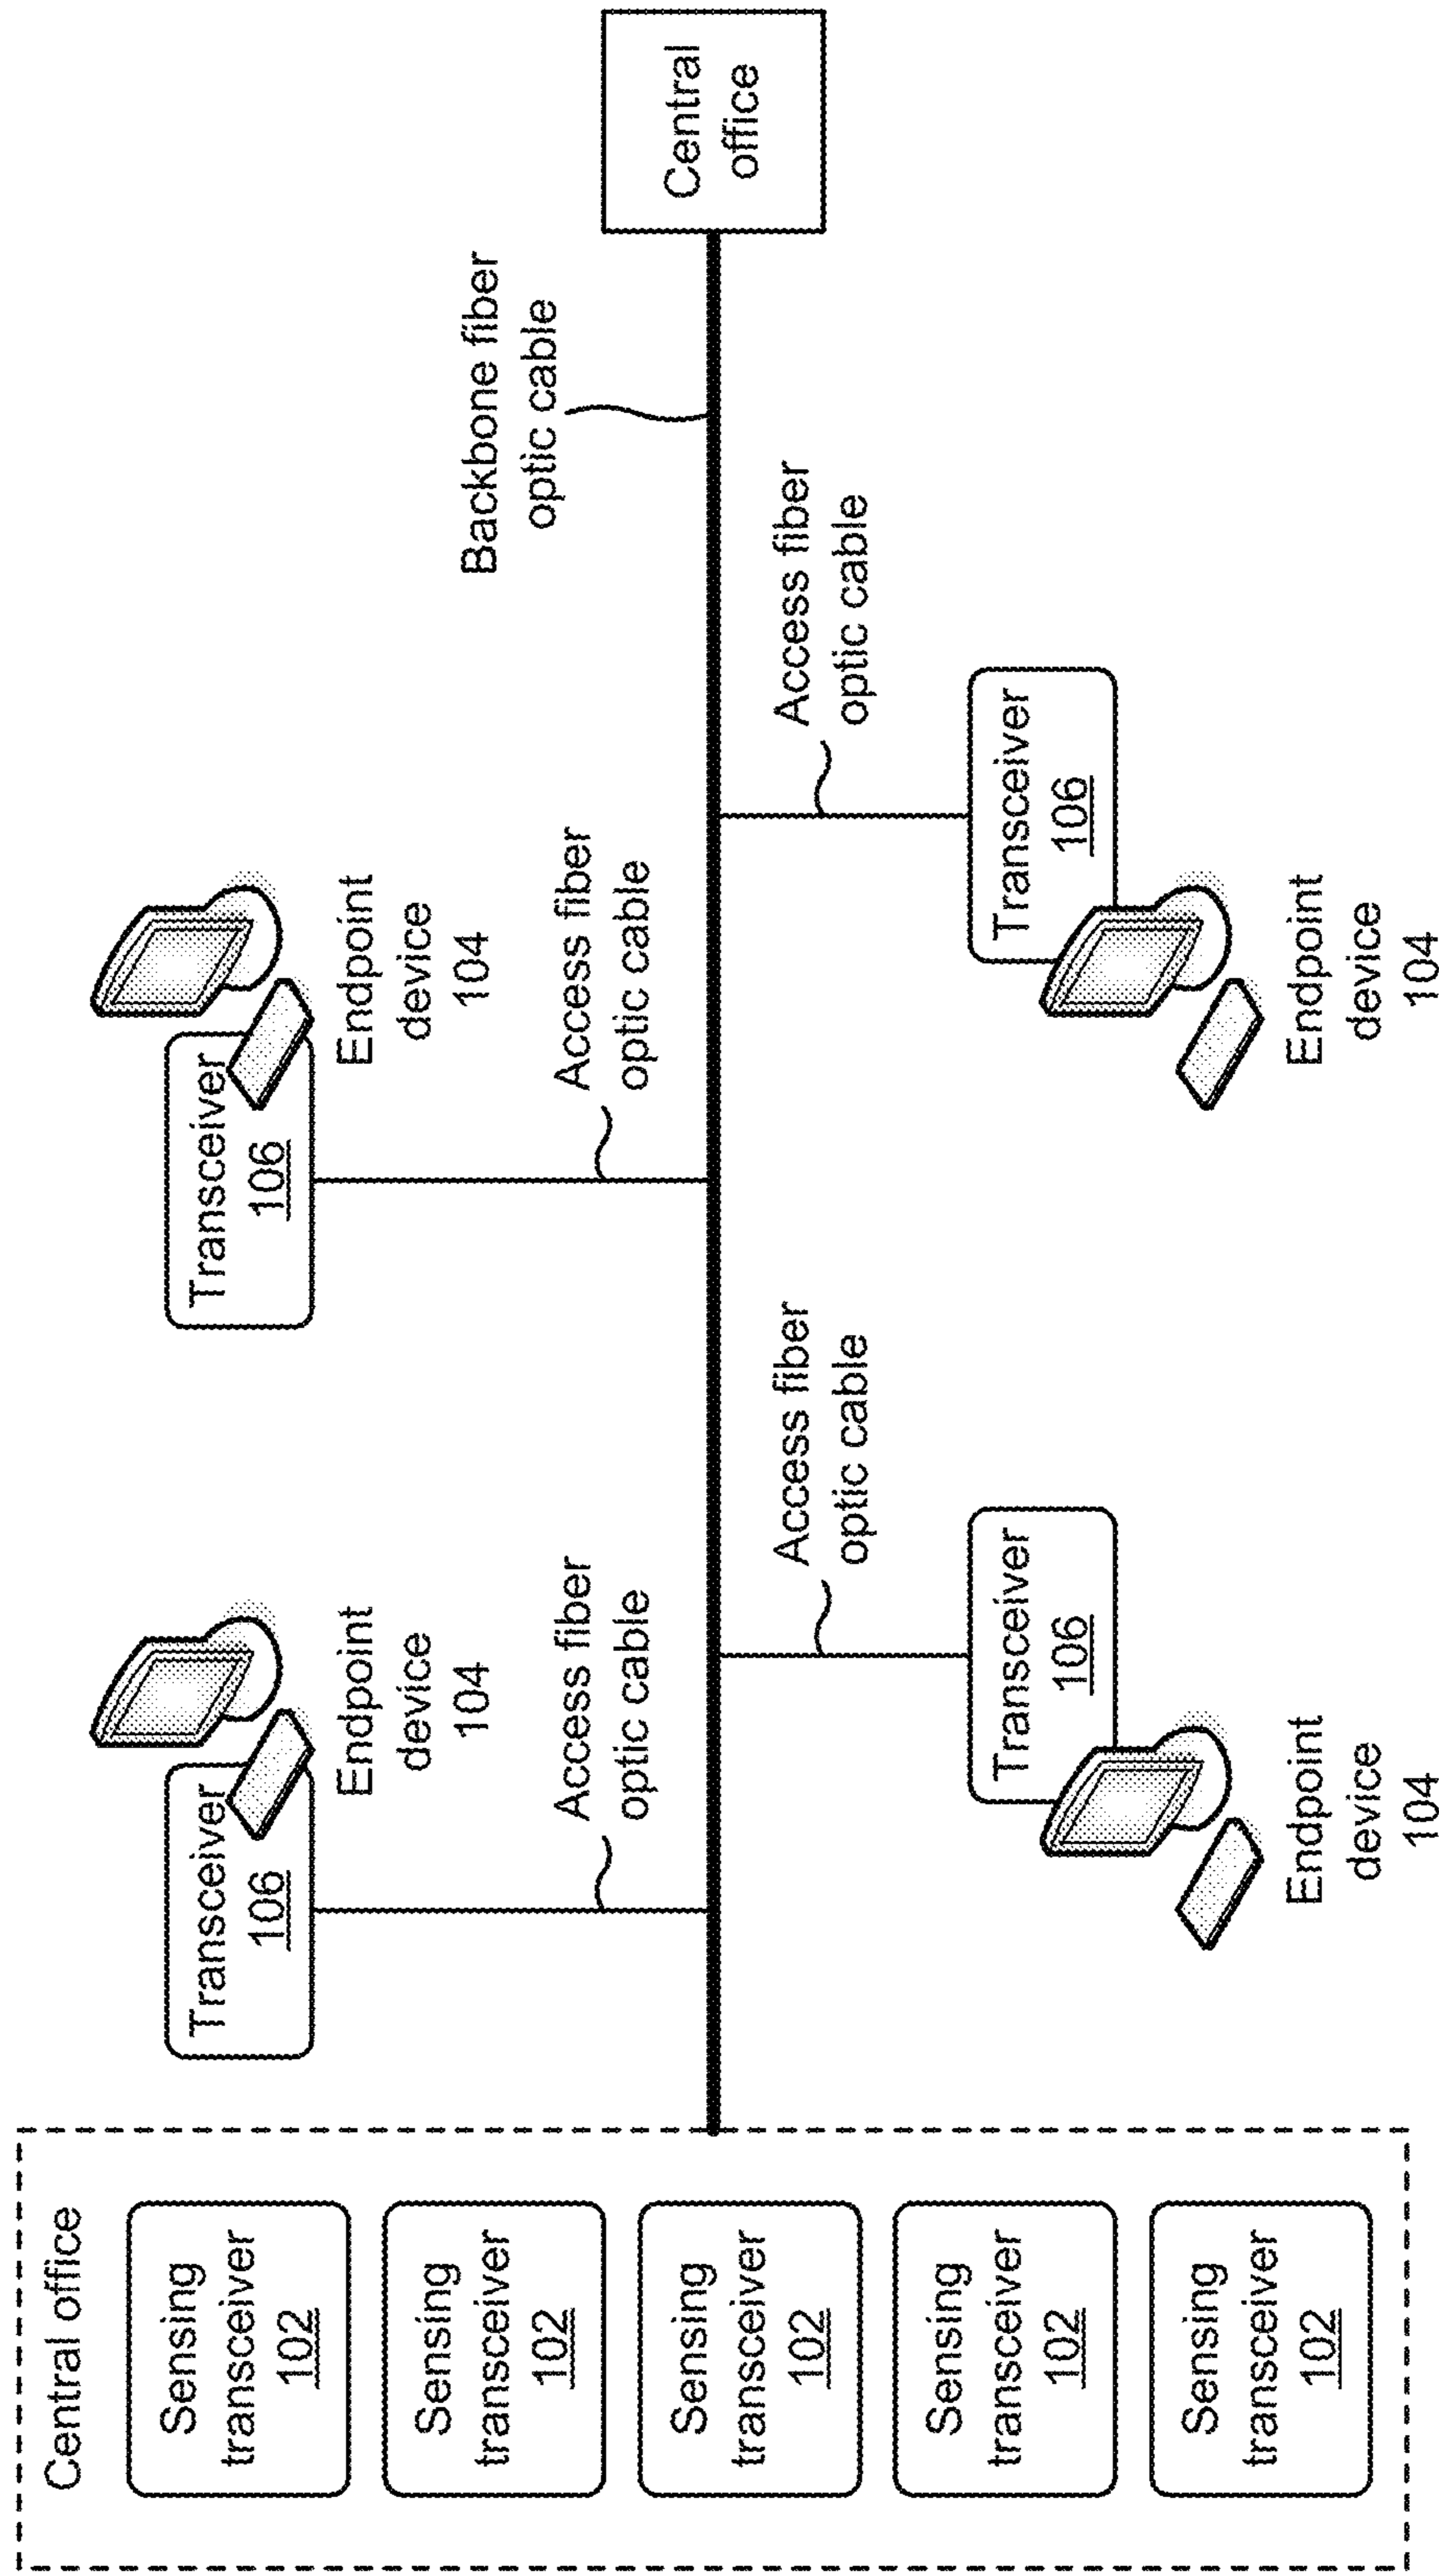 Central office
Sensing
transceiver
102
Sensing
transceiver
102
Sensing
transceiver
102
Sensing
transceiver
102
Sensing
transceiver
102
Transceiver
106
Endpoint
device
104
Access fiber
optic cable
Transceiver
106
Endpoint
device
104
Access fiber
optic cable
Backbone fiber
optic cable
Central
office
Access fiber
optic cable
Transceiver
106
Endpoint
device
104
Access fiber
optic cable
Transceiver
106
Endpoint
device
104